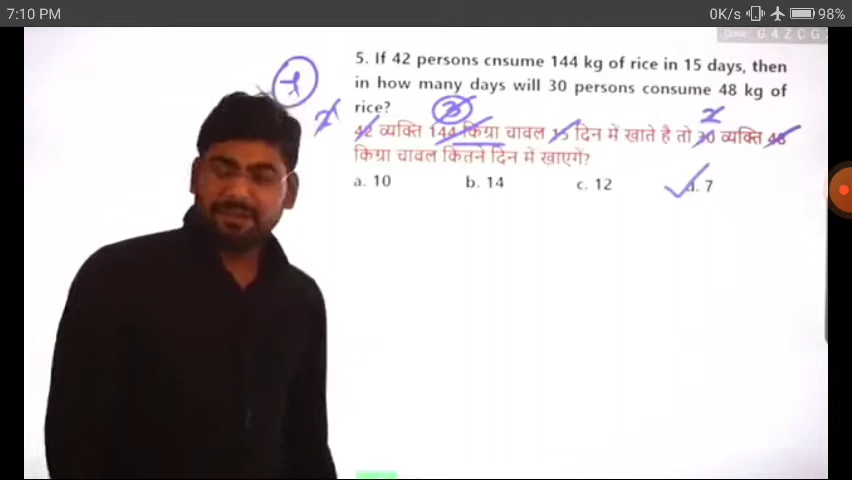 7:10 PM
0K/s
98%
G 4 Z C G
5. If 42 persons cnsume 144 kg of rice in 15 days, then
in how many days will 30 persons consume 48 kg of
rice?
42 व्यक्ति 144 किग्रा चावल 15 दिन में खाते है तो 30 व्यक्ति 48
किग्रा चावल कितने दिन में खाएगें?
a. 10 b. 14 c. 12 d. 7